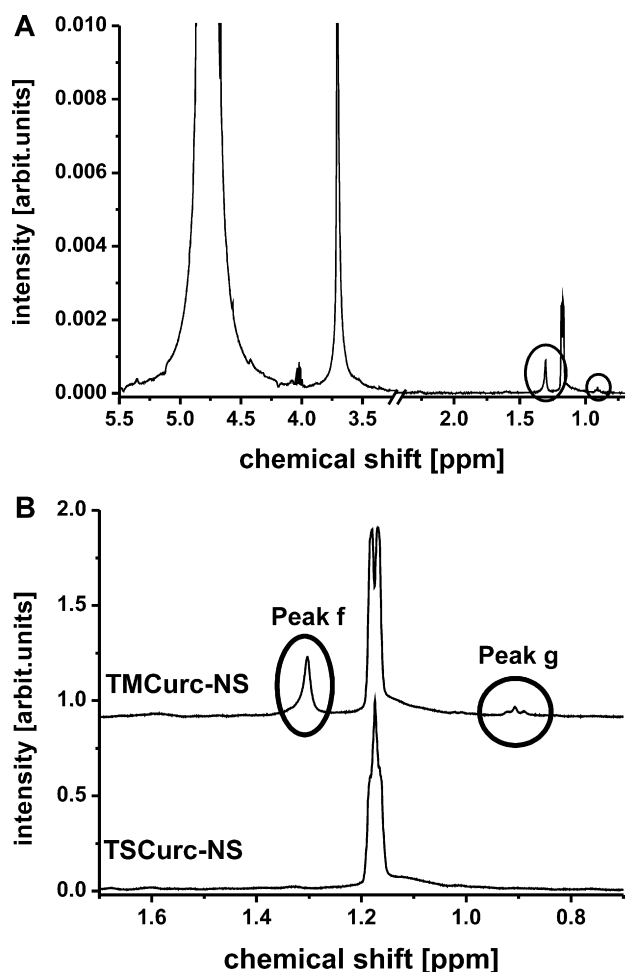 A
0.010
0.008
0.006
0.004
0.002
0.000
intensity [arbit.units]
5.5 5.0 4.5 4.0 3.5 2.0 1.5 1.0
chemical shift [ppm]
B
2.0
1.5
1.0
0.5
0.0
intensity [arbit.units]
Peak f
Peak g
TMCurc-NS
TSCurc-NS
1.6 1.4 1.2 1.0 0.8
chemical shift [ppm]